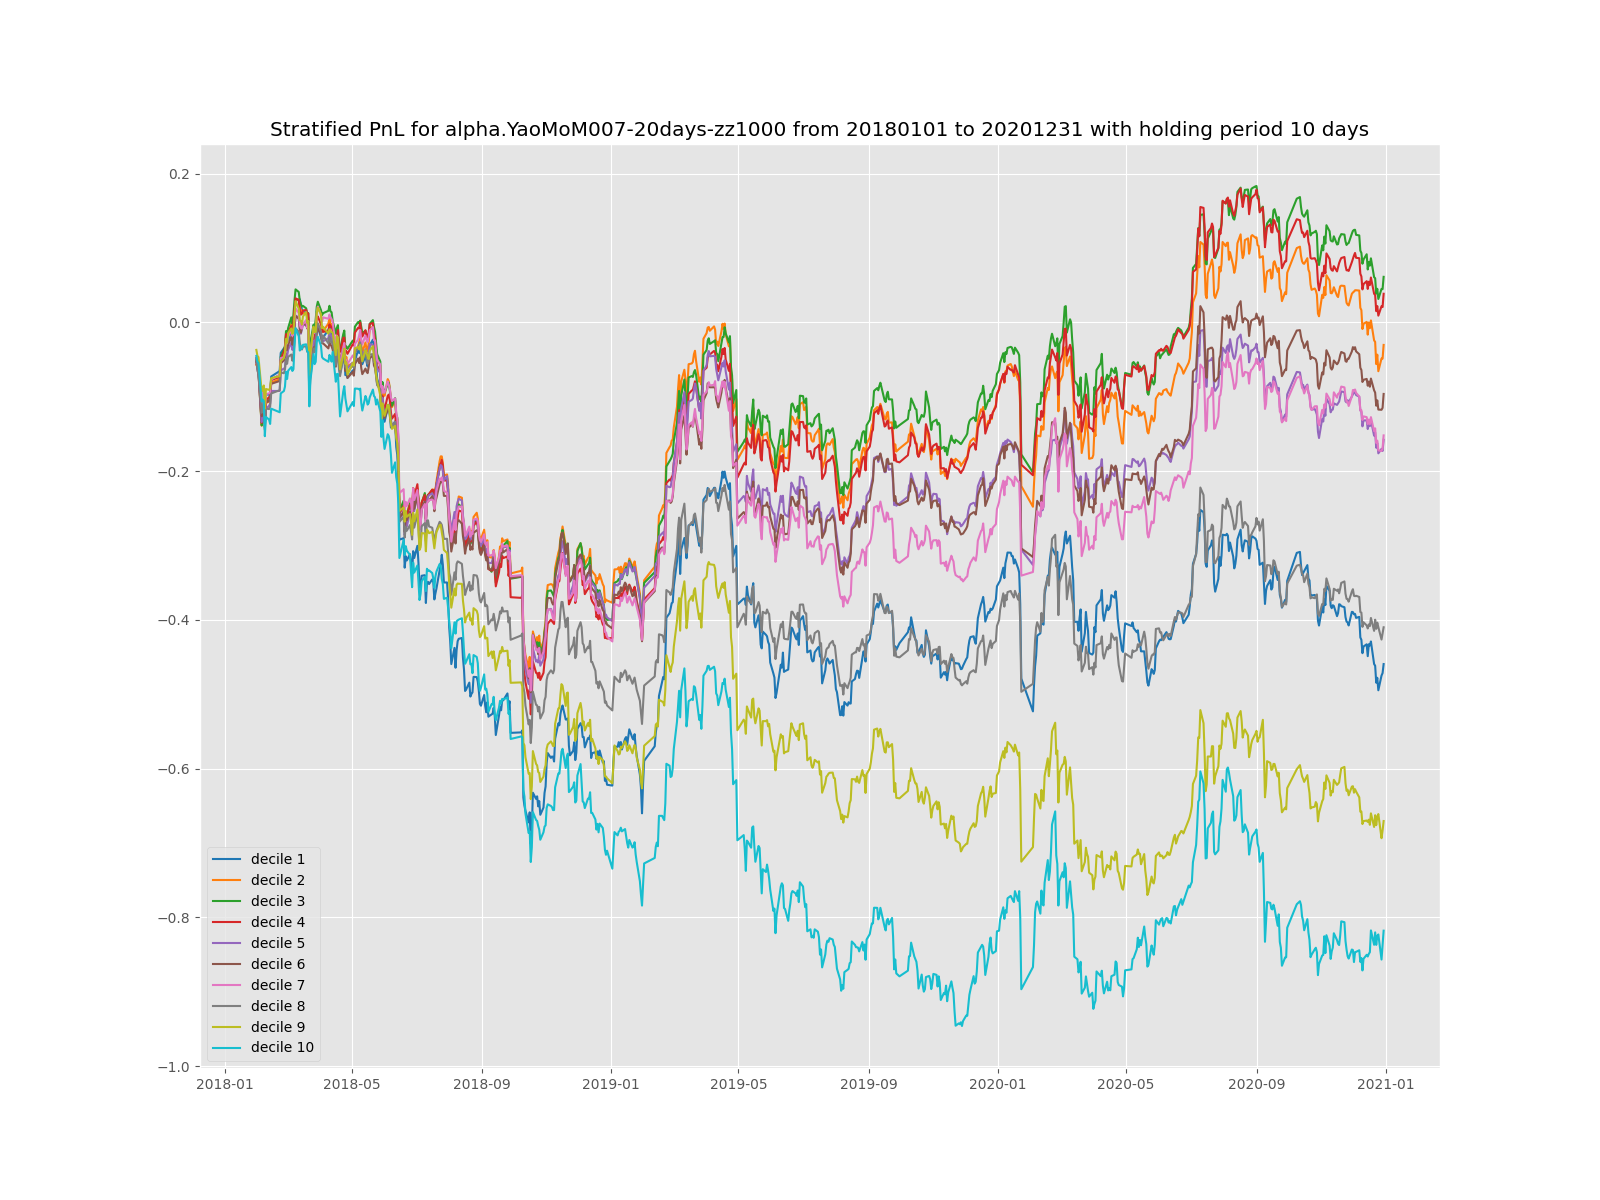 Stratified PnL for alpha.YaoMoM007-20days-zz1000 from 20180101 to 20201231 with holding period 10 days
0.2
0.0
−0.2
−0.4
−0.6
−0.8
−1.0
decile 1
decile 2
decile 3
decile 4
decile 5
decile 6
decile 7
decile 8
decile 9
decile 10
2018-01 2018-05 2018-09 2019-01 2019-05 2019-09 2020-01 2020-05 2020-09 2021-01